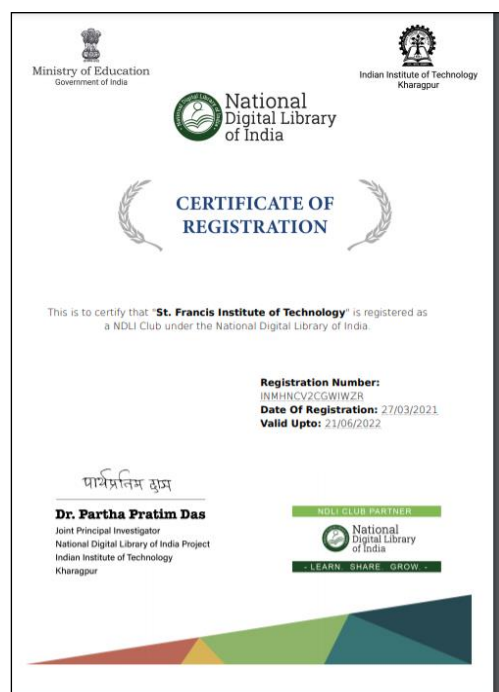 Ministry of Education
Government of India
Indian Institute of Technology
Kharagpur
National
Digital Library
of India
CERTIFICATE OF
REGISTRATION
This is to certify that "St. Francis Institute of Technology" is registered as
a NDLI Club under the National Digital Library of India.
Registration Number:
INMHNCV2CGWIWZR
Date Of Registration: 27/03/2021
Valid Upto: 21/06/2022
पार्थप्रतिम दास
Dr. Partha Pratim Das
Joint Principal Investigator
National Digital Library of India Project
Indian Institute of Technology
Kharagpur
NDLI CLUB PARTNER
National
Digital Library
of India
- LEARN. SHARE. GROW. -